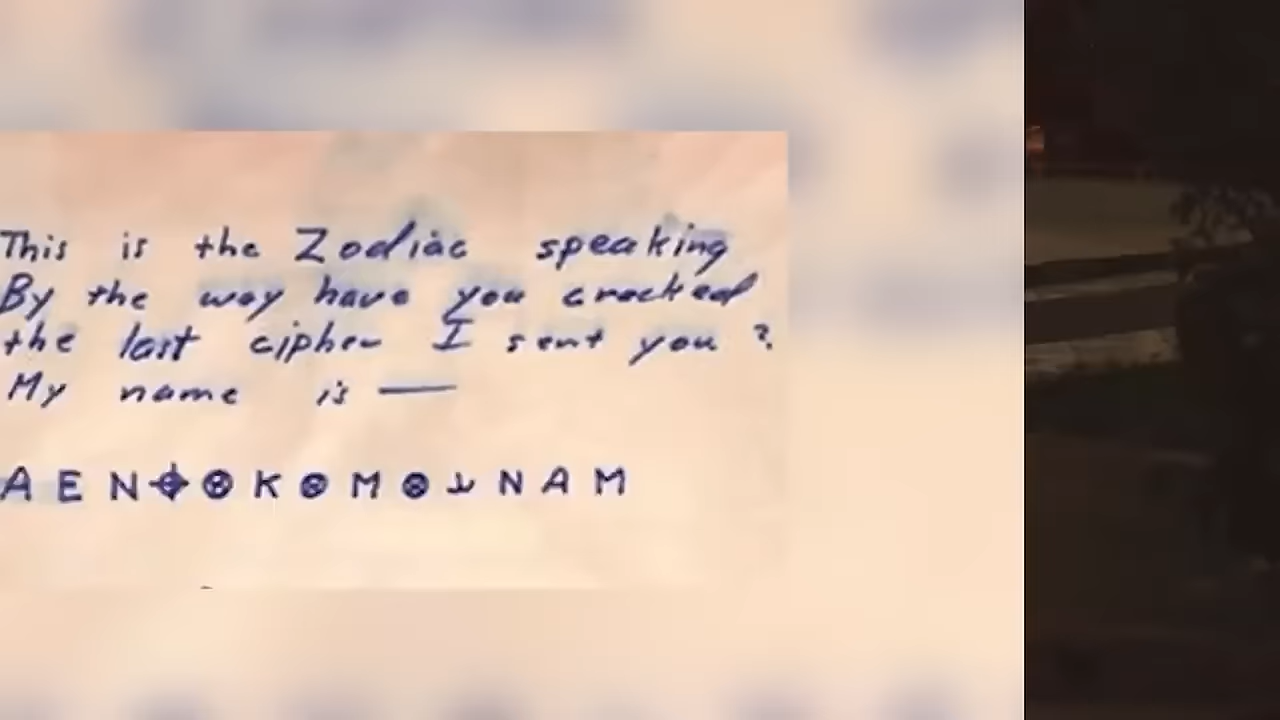 This is the Zodiac speaking
By the way have you cracked
the last cipher I sent you ?
My name is —
A E N ⌖ ⊗ K ⊗ M ⊗ N A M